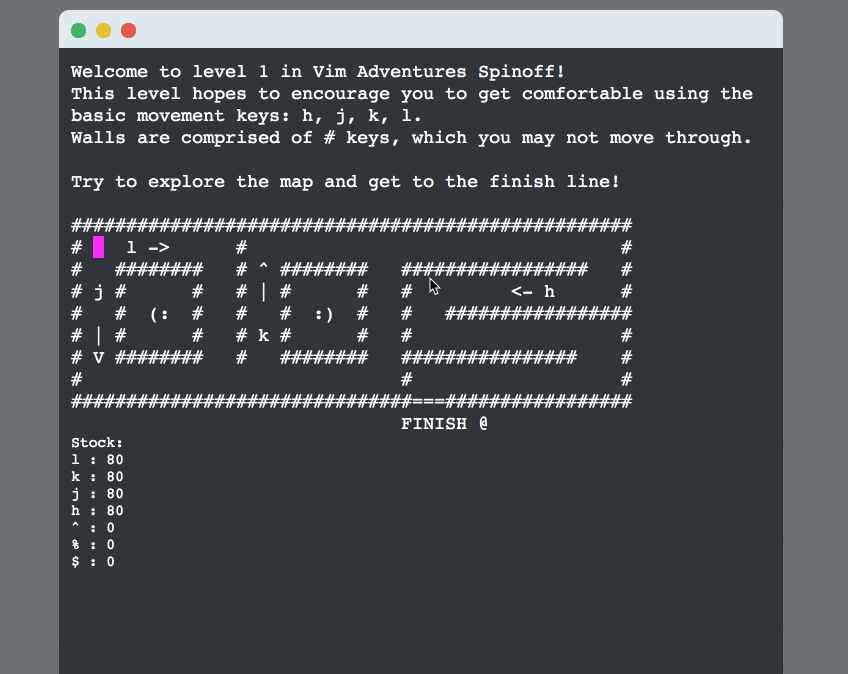 Welcome to level 1 in Vim Adventures Spinoff!
This level hopes to encourage you to get comfortable using the
basic movement keys: h, j, k, l.
Walls are comprised of # keys, which you may not move through.
Try to explore the map and get to the finish line!
###################################################
#    l ->      #                                  #
#   ########   # ^ ########   #################   #
# j #      #   # | #      #   #         <- h      #
#   #  (:  #   #   #  :)  #   #   #################
# | #      #   # k #      #   #                   #
# V ########   #   ########   ################    #
#                             #                   #
###############################===#################
                              FINISH @
Stock:
l : 80
k : 80
j : 80
h : 80
^ : 0
% : 0
$ : 0